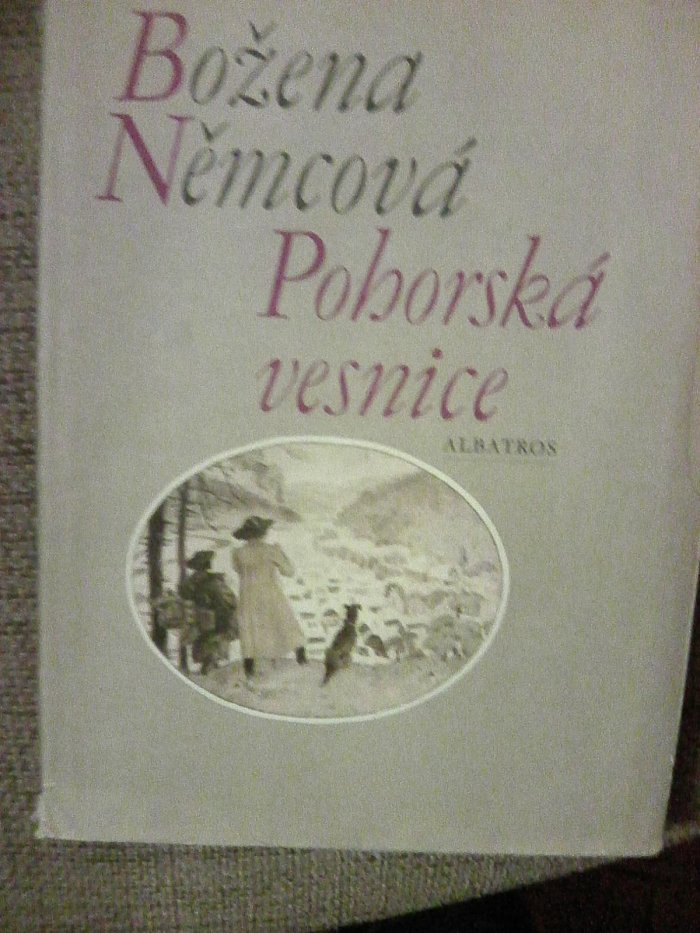 Božena
Němcová
Pohorská
vesnice
ALBATROS